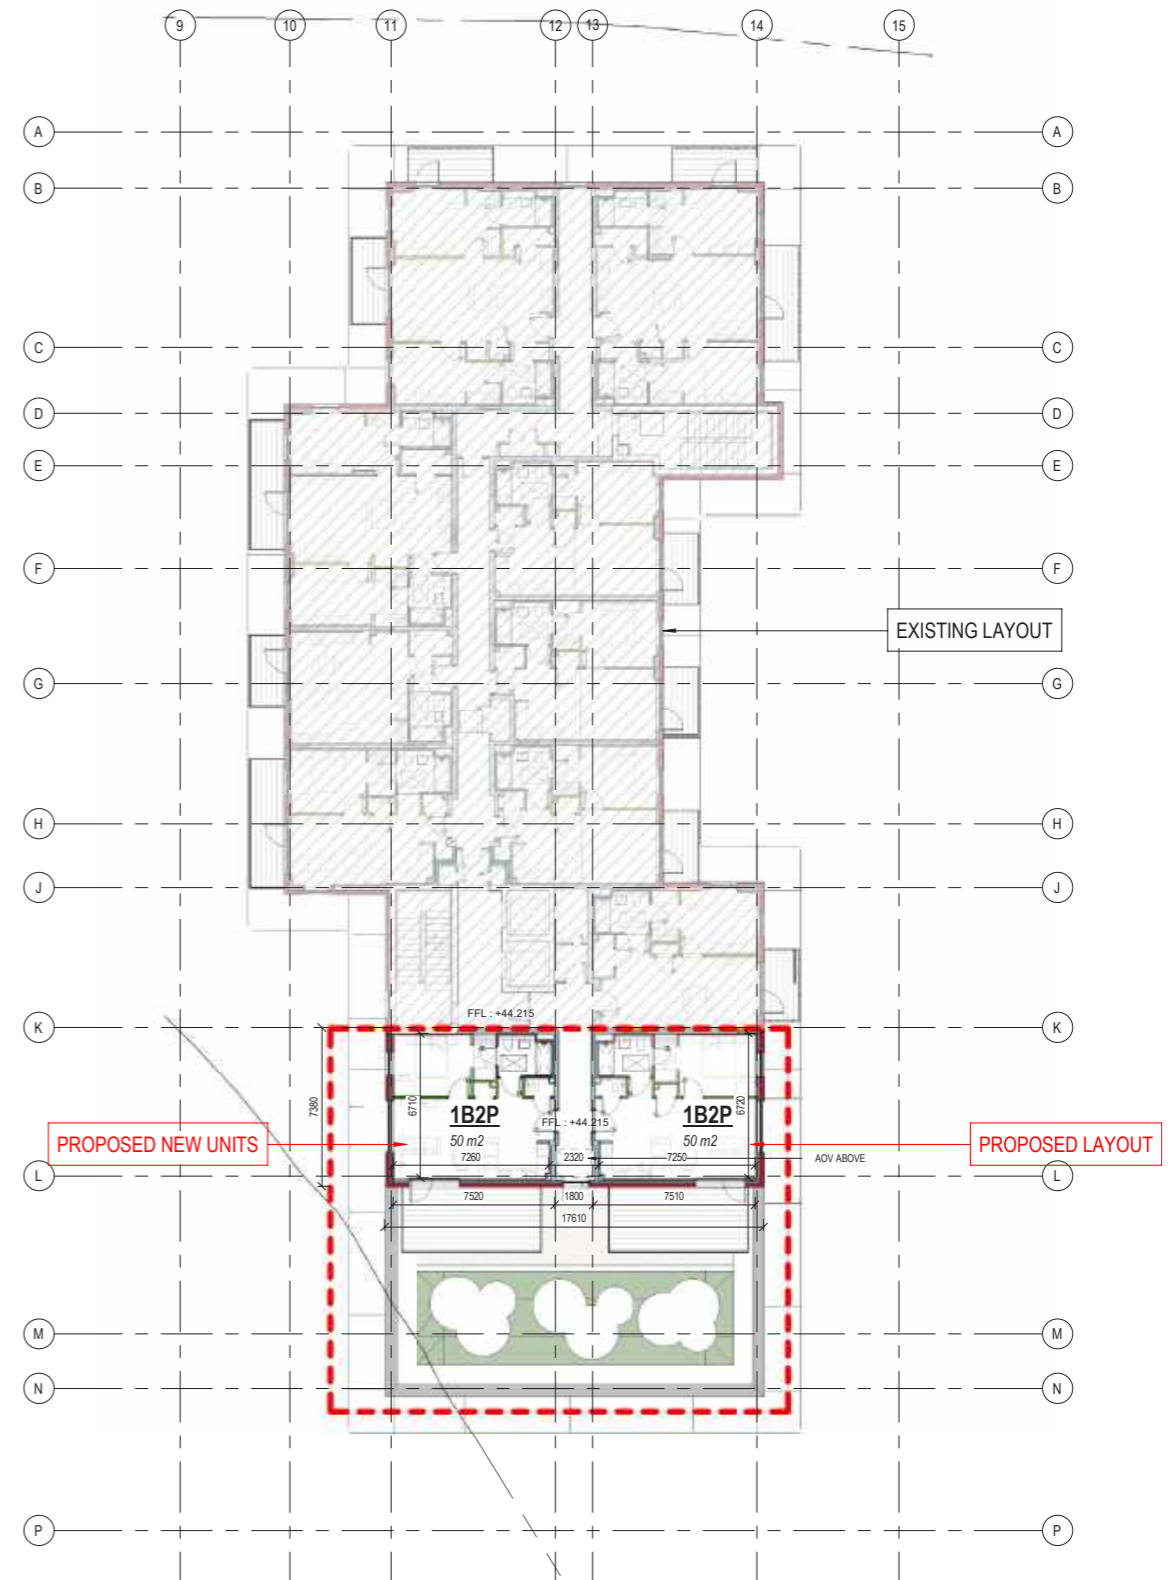 9 10 11 12 13 14 15
A A
B B
C C
D D
E E
F F
EXISTING LAYOUT
G G
H H
J J
FFL : +44.215
K K
7380
6710
6720
1B2P 1B2P
FFL : +44.215
50 m2 50 m2
PROPOSED NEW UNITS
PROPOSED LAYOUT
7260 2320 7250
AOV ABOVE
L L
7520 1800 7510
17610
M M
N N
P P